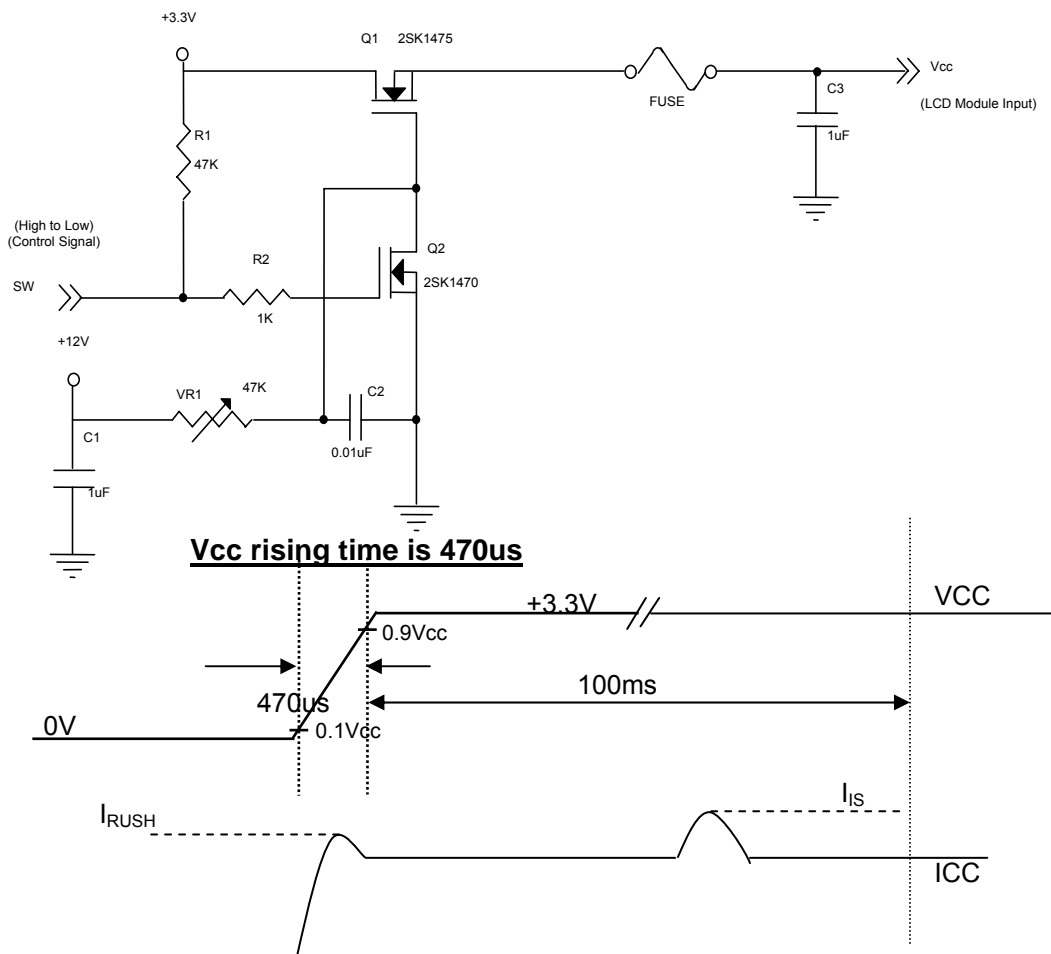 +3.3V
Q1
2SK1475
R1
47K
FUSE
C3
1uF
Vcc
(LCD Module Input)
(High to Low)
(Control Signal)
SW
R2
1K
Q2
2SK1470
+12V
VR1
47K
C2
0.01uF
C1
1uF
Vcc rising time is 470us
+3.3V
VCC
0.9Vcc
470us
100ms
0V
0.1Vcc
IRUSH
IIS
ICC